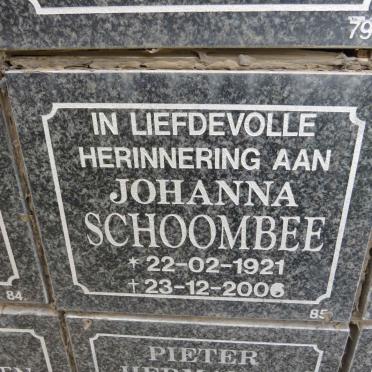 79
IN LIEFDEVOLLE
HERINNERING AAN
JOHANNA
SCHOOMBEE
* 22-02-1921
† 23-12-2006
84
85
PIETER